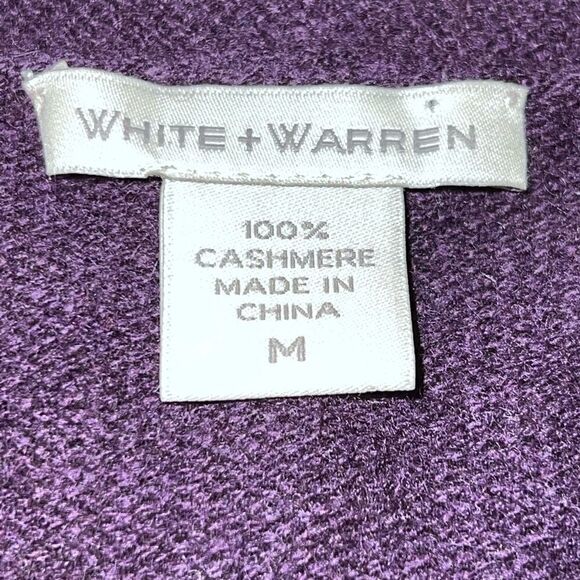 WHITE + WARREN
100%
CASHMERE
MADE IN
CHINA
M